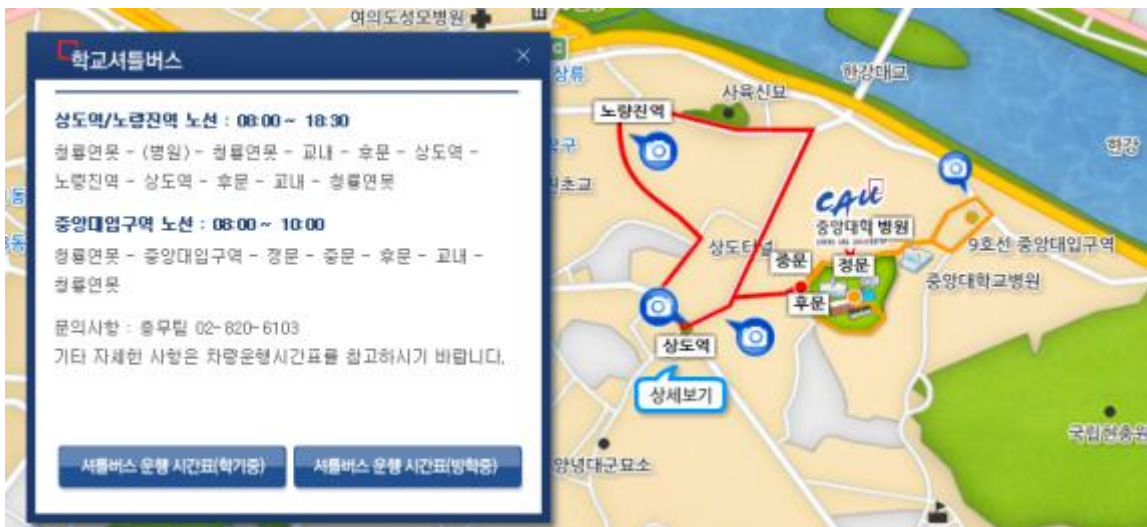 여의도성모병원
학교셔틀버스
상도역/노량진역 노선 : 08:00 ~ 18:30
청룡연못 - (병원) - 청룡연못 - 교내 - 후문 - 상도역 -
노량진역 - 상도역 - 후문 - 교내 - 청룡연못
중앙대입구역 노선 : 08:00 ~ 10:00
청룡연못 - 중앙대입구역 - 정문 - 중문 - 후문 - 교내 -
청룡연못
문의사항 : 총무팀 02-820-6103
기타 자세한 사항은 차량운행시간표를 참고하시기 바랍니다.
셔틀버스 운행 시간표(학기중)
셔틀버스 운행 시간표(방학중)
상류
한강대교
사육신묘
노량진역
한강
초교
CAU
중앙대학
병원
상도터널
9호선 중앙대입구역
중문
정문
중앙대학교병원
후문
상도역
상세보기
국립현충원
양녕대군묘소